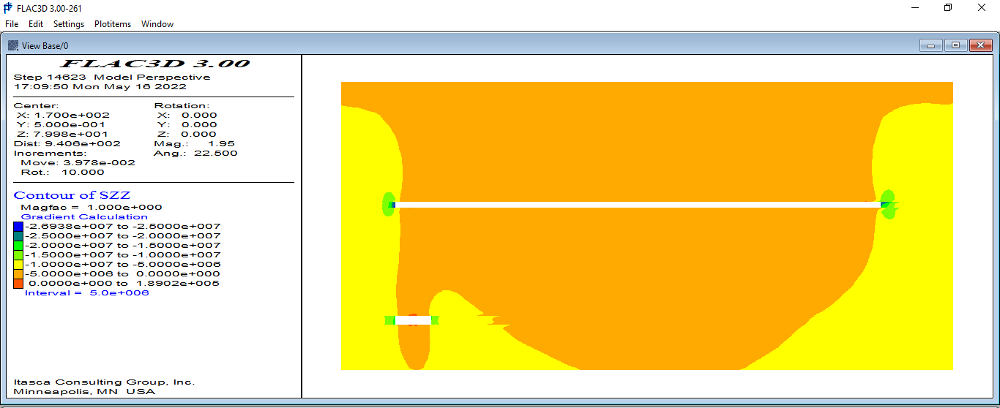 FLAC3D 3.00-261
File Edit Settings Plotitems Window
View Base/0
FLAC3D 3.00
Step 14623 Model Perspective
17:09:50 Mon May 16 2022
Center: Rotation:
X: 1.700e+002 X: 0.000
Y: 5.000e-001 Y: 0.000
Z: 7.998e+001 Z: 0.000
Dist: 9.406e+002 Mag.: 1.95
Increments: Ang.: 22.500
Move: 3.978e-002
Rot.: 10.000
Contour of SZZ
Magfac = 1.000e+000
Gradient Calculation
-2.6938e+007 to -2.5000e+007
-2.5000e+007 to -2.0000e+007
-2.0000e+007 to -1.5000e+007
-1.5000e+007 to -1.0000e+007
-1.0000e+007 to -5.0000e+006
-5.0000e+006 to 0.0000e+000
0.0000e+000 to 1.8902e+005
Interval = 5.0e+006
Itasca Consulting Group, Inc.
Minneapolis, MN USA